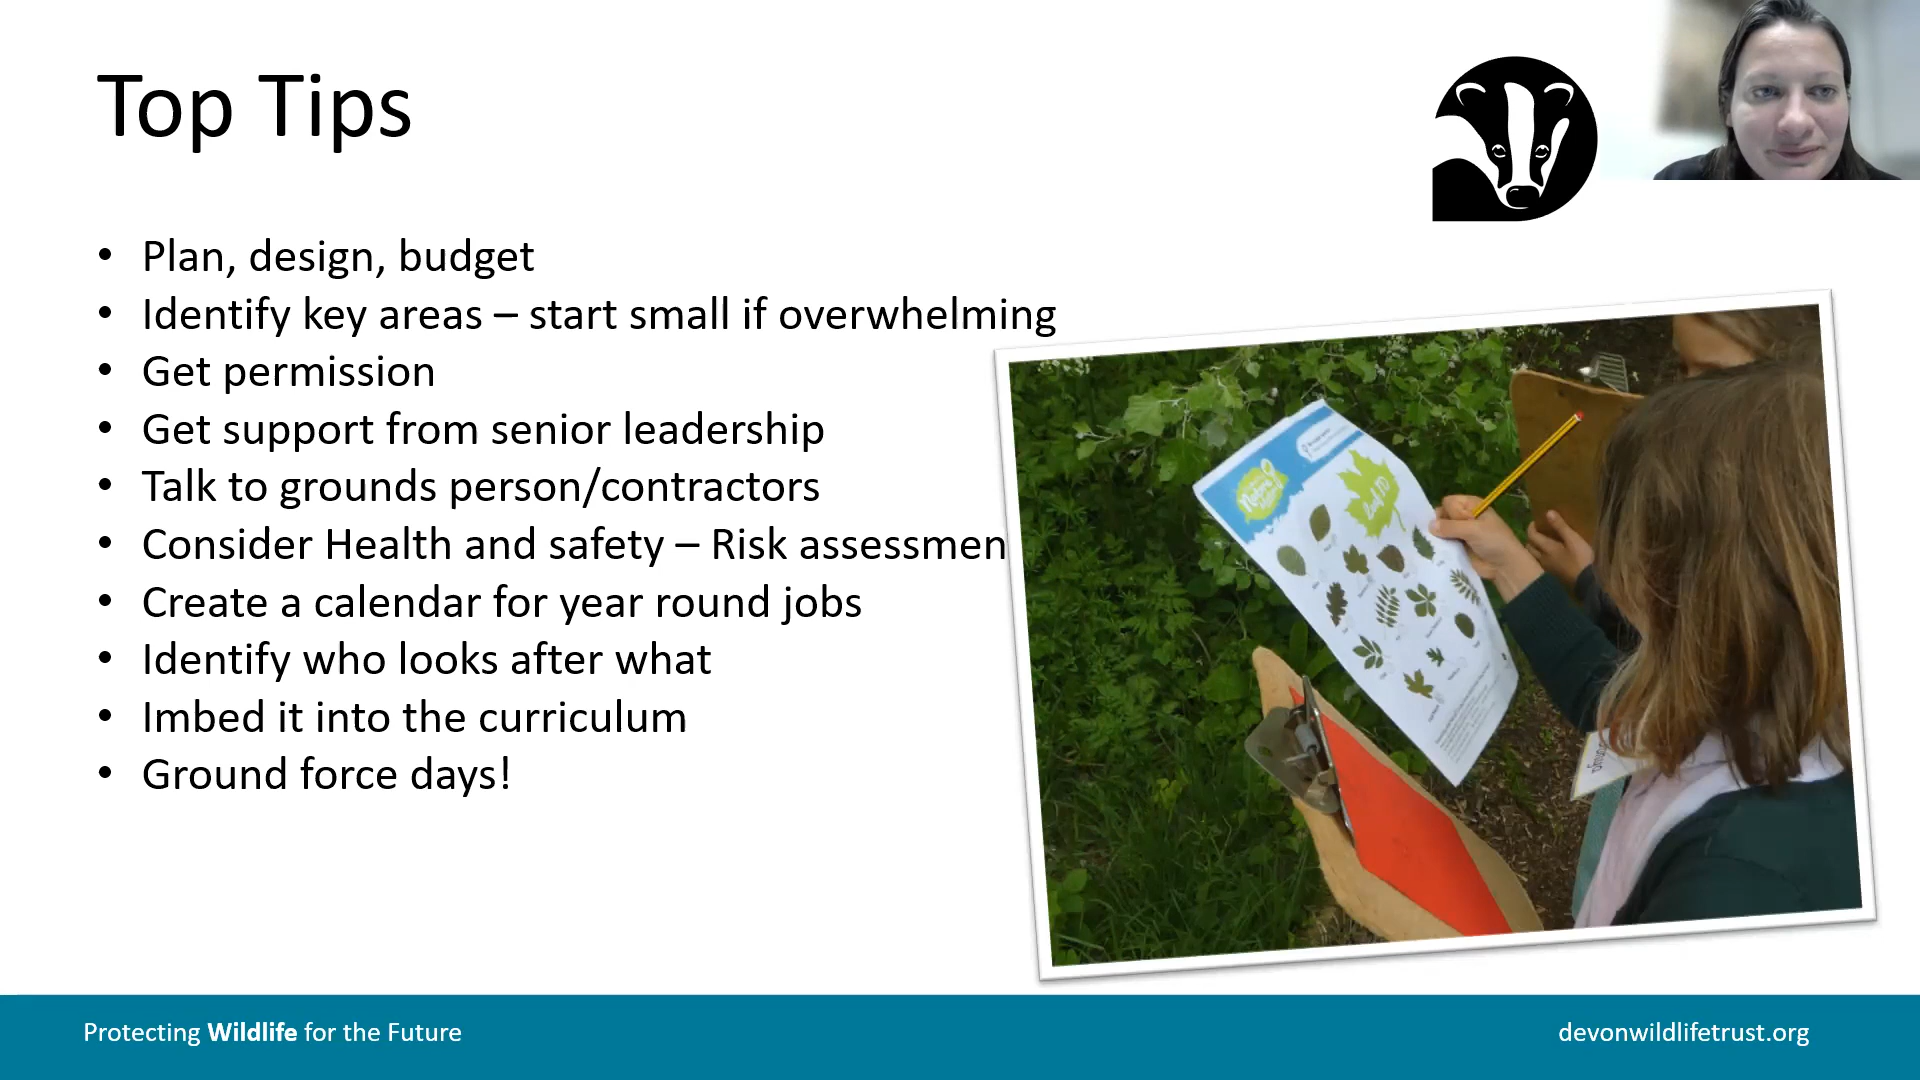 Top Tips
• Plan, design, budget
• Identify key areas – start small if overwhelming
• Get permission
• Get support from senior leadership
• Talk to grounds person/contractors
• Consider Health and safety – Risk assessmen
• Create a calendar for year round jobs
• Identify who looks after what
• Imbed it into the curriculum
• Ground force days!
Leaf ID
Protecting Wildlife for the Future
devonwildlifetrust.org